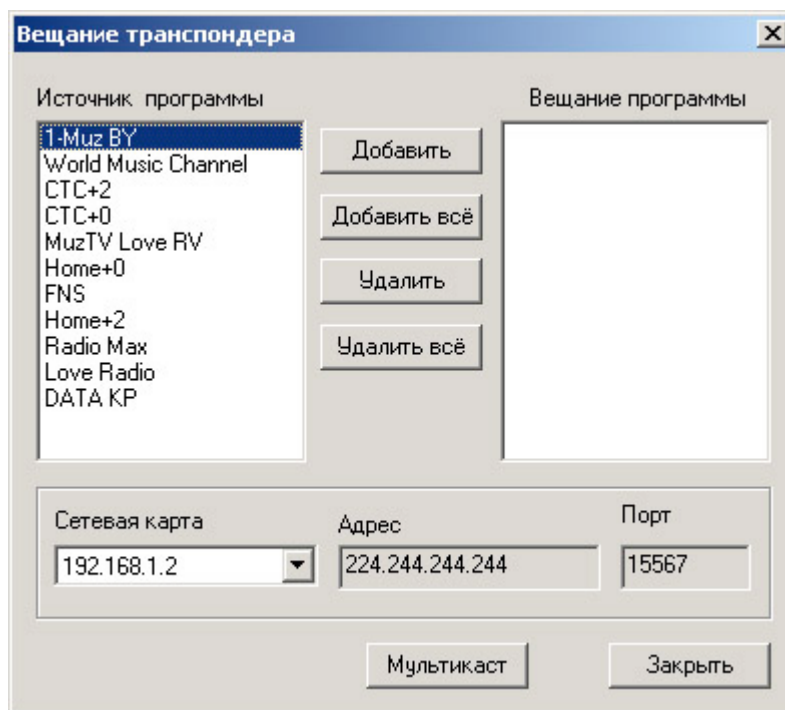 Вещание транспондера
Источник программы
Вещание программы
1-Muz BY
World Music Channel
CTC+2
CTC+0
MuzTV Love RV
Home+0
FNS
Home+2
Radio Max
Love Radio
DATA KP
Добавить
Добавить всё
Удалить
Удалить всё
Сетевая карта
Адрес
Порт
192.168.1.2
224.244.244.244
15567
Мультикаст
Закрыть